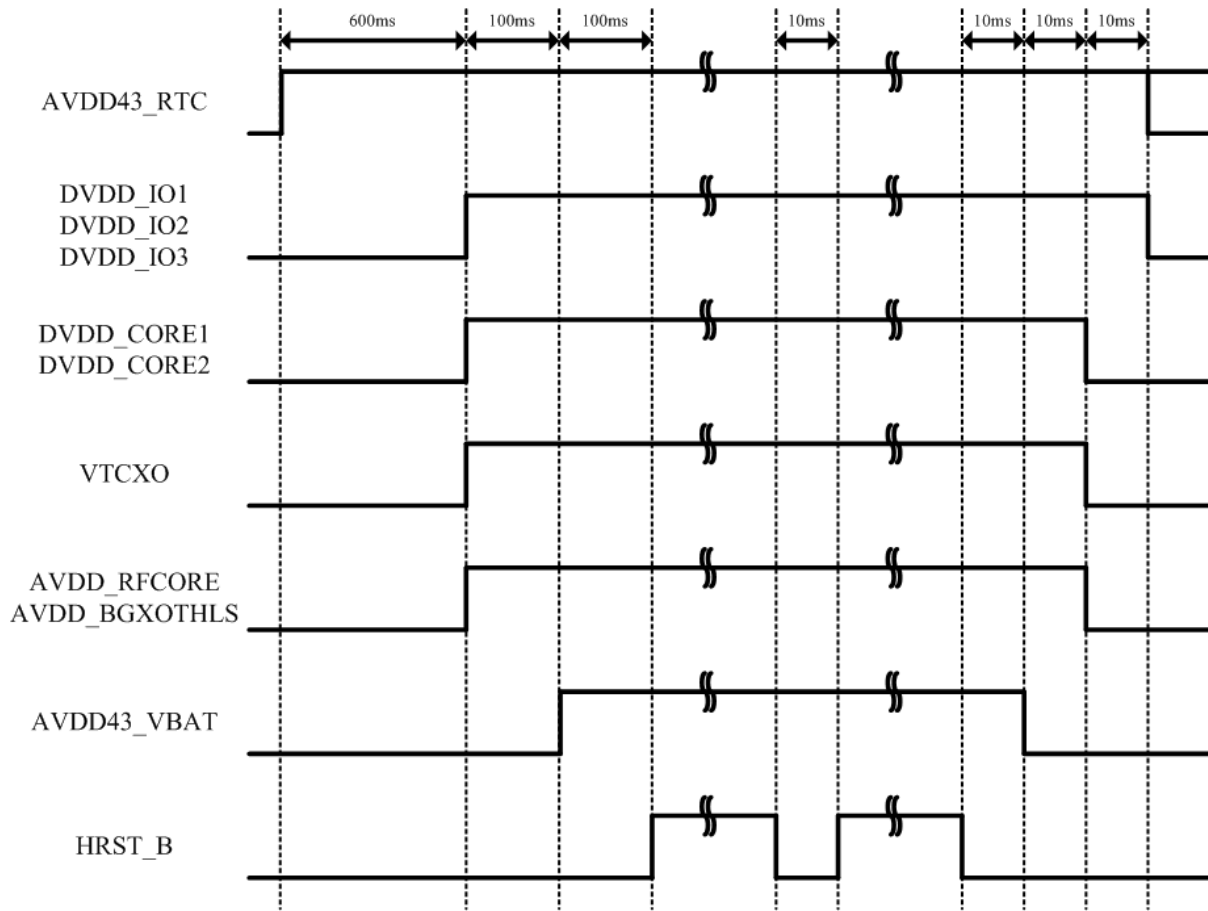 600ms 100ms 100ms 10ms 10ms 10ms 10ms
AVDD43_RTC
DVDD_IO1
DVDD_IO2
DVDD_IO3
DVDD_CORE1
DVDD_CORE2
VTCXO
AVDD_RFCORE
AVDD_BGXOTHLS
AVDD43_VBAT
HRST_B